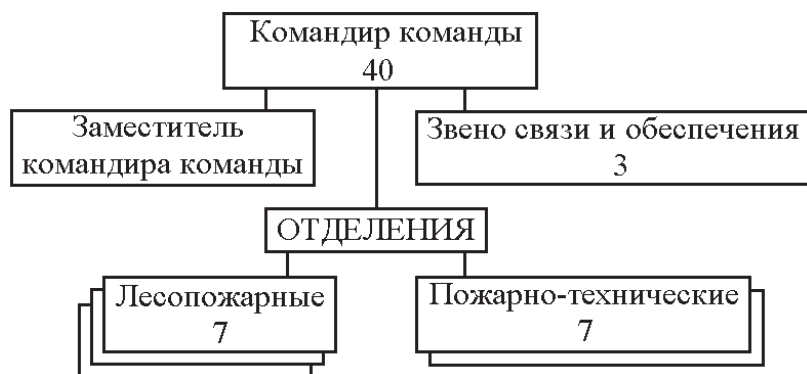 Командир команды
40
Заместитель
командира команды
Звено связи и обеспечения
3
ОТДЕЛЕНИЯ
Лесопожарные
7
Пожарно-технические
7